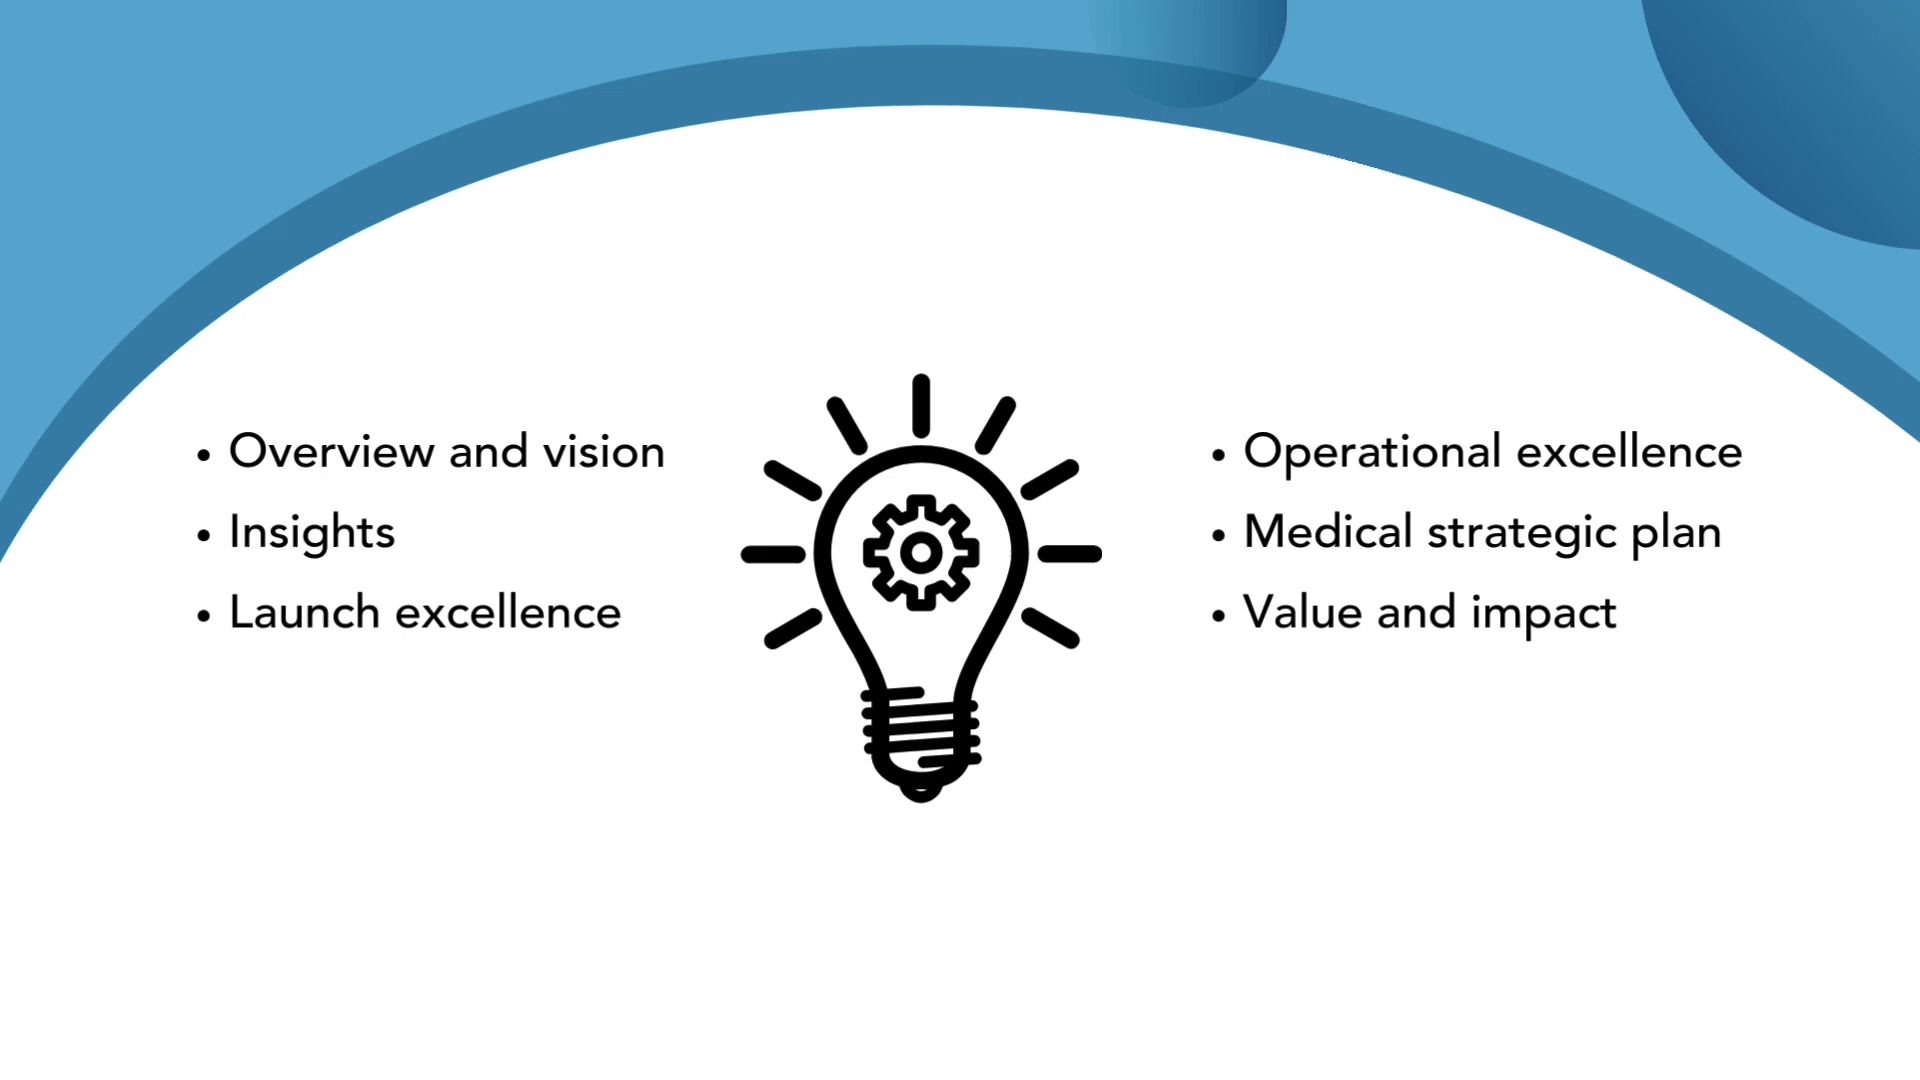 • Overview and vision
• Insights
• Launch excellence
• Operational excellence
• Medical strategic plan
• Value and impact